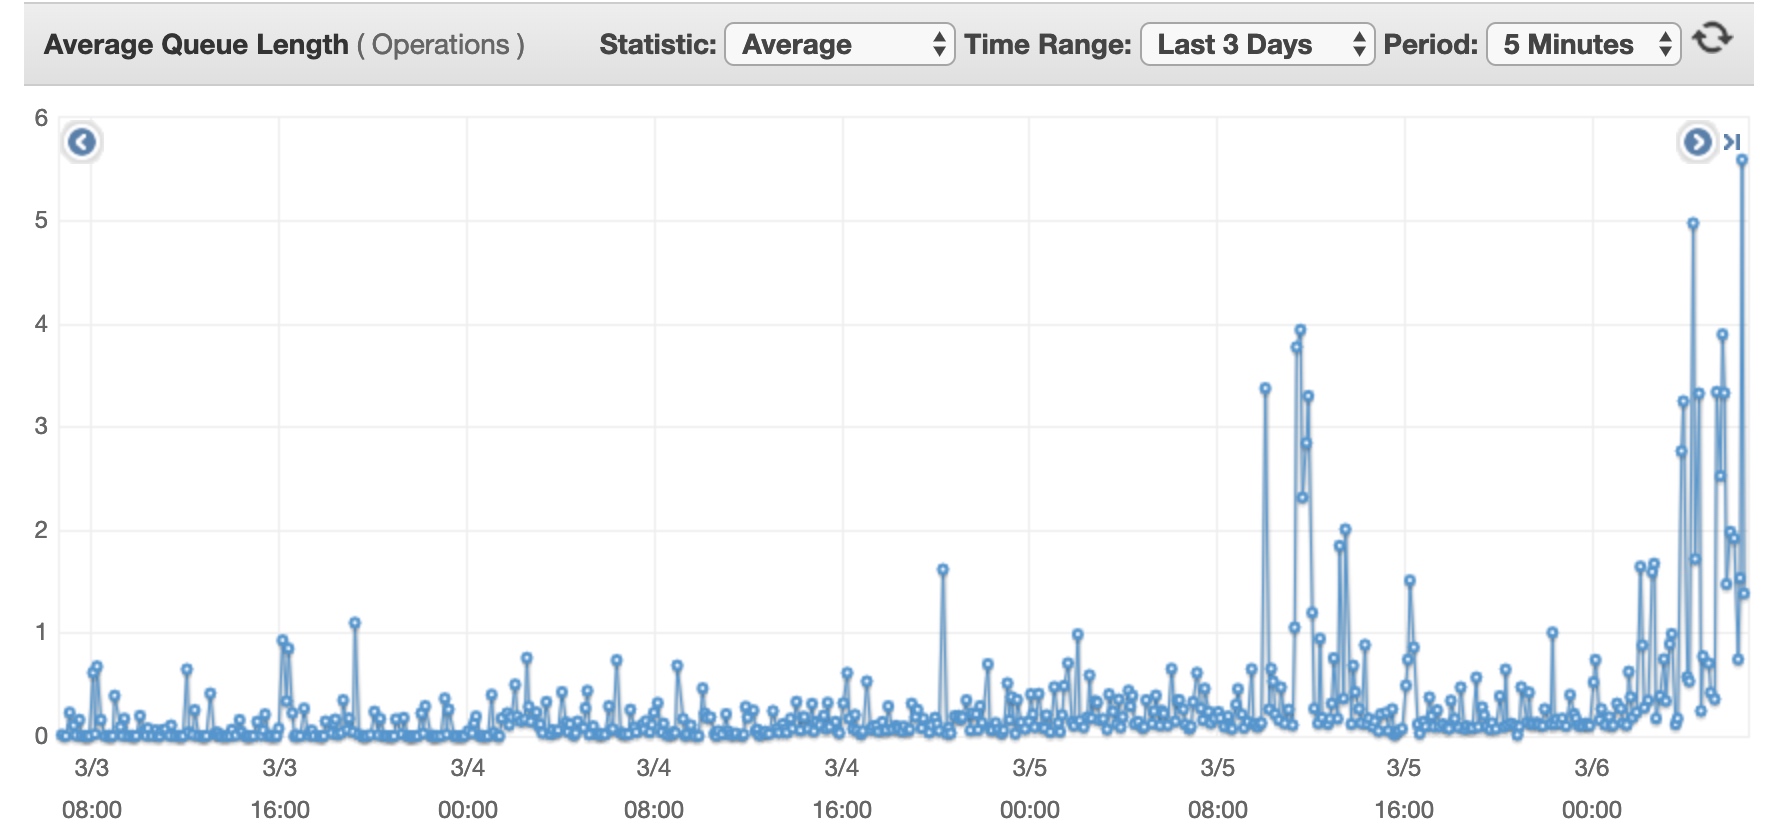 Average Queue Length ( Operations ) Statistic: Average Time Range: Last 3 Days Period: 5 Minutes
6
5
4
3
2
1
0
3/3 3/3 3/4 3/4 3/4 3/5 3/5 3/5 3/6
08:00 16:00 00:00 08:00 16:00 00:00 08:00 16:00 00:00